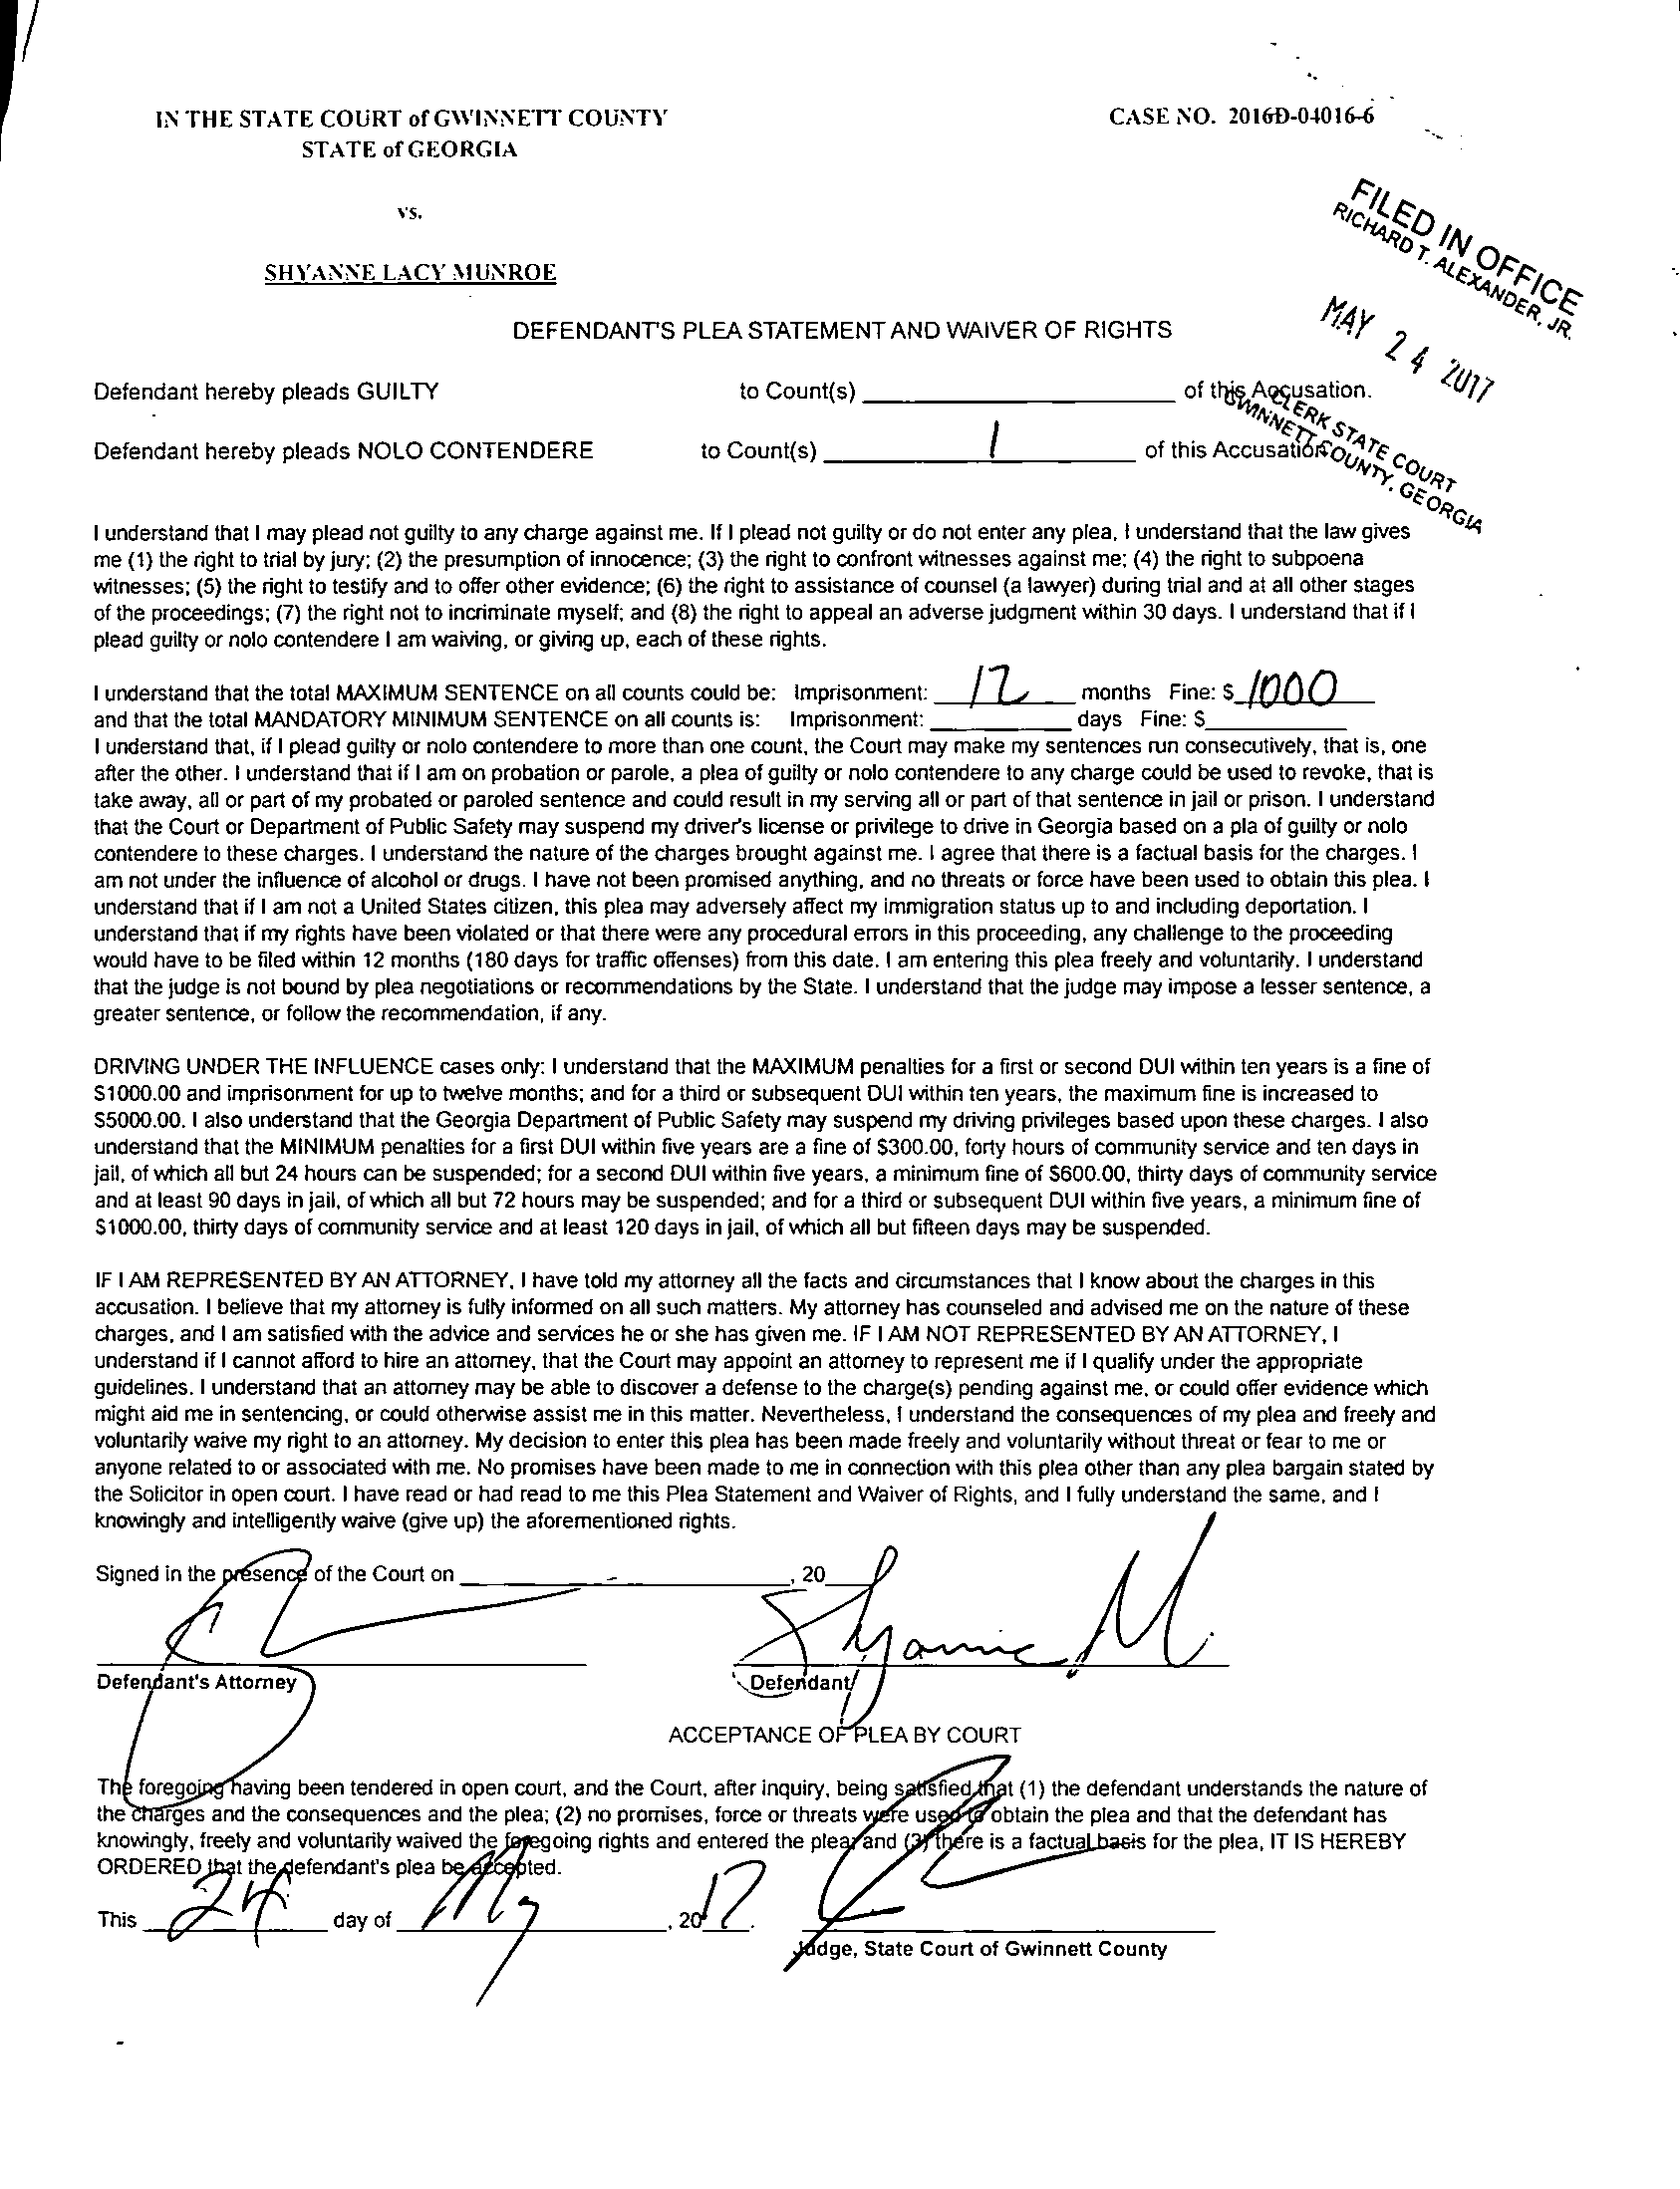 IN THE STATE COURT of GWINNETT COUNTY
CASE NO. 2016D-04016-6
STATE of GEORGIA
vs.
SHYANNE LACY MUNROE
FILED IN OFFICE
RICHARD T. ALEXANDER, JR.
MAY 24 2017
CLERK STATE COURT
GWINNETT COUNTY, GEORGIA
DEFENDANT'S PLEA STATEMENT AND WAIVER OF RIGHTS
Defendant hereby pleads GUILTY to Count(s) of this Accusation.
Defendant hereby pleads NOLO CONTENDERE to Count(s) 1 of this Accusation
I understand that I may plead not guilty to any charge against me. If I plead not guilty or do not enter any plea, I understand that the law gives
me (1) the right to trial by jury; (2) the presumption of innocence; (3) the right to confront witnesses against me; (4) the right to subpoena
witnesses; (5) the right to testify and to offer other evidence; (6) the right to assistance of counsel (a lawyer) during trial and at all other stages
of the proceedings; (7) the right not to incriminate myself; and (8) the right to appeal an adverse judgment within 30 days. I understand that if I
plead guilty or nolo contendere I am waiving, or giving up, each of these rights.
I understand that the total MAXIMUM SENTENCE on all counts could be: Imprisonment: 12 months Fine: $ 1000
and that the total MANDATORY MINIMUM SENTENCE on all counts is: Imprisonment: days Fine: $
I understand that, if I plead guilty or nolo contendere to more than one count, the Court may make my sentences run consecutively, that is, one
after the other. I understand that if I am on probation or parole, a plea of guilty or nolo contendere to any charge could be used to revoke, that is
take away, all or part of my probated or paroled sentence and could result in my serving all or part of that sentence in jail or prison. I understand
that the Court or Department of Public Safety may suspend my driver's license or privilege to drive in Georgia based on a pla of guilty or nolo
contendere to these charges. I understand the nature of the charges brought against me. I agree that there is a factual basis for the charges. I
am not under the influence of alcohol or drugs. I have not been promised anything, and no threats or force have been used to obtain this plea. I
understand that if I am not a United States citizen, this plea may adversely affect my immigration status up to and including deportation. I
understand that if my rights have been violated or that there were any procedural errors in this proceeding, any challenge to the proceeding
would have to be filed within 12 months (180 days for traffic offenses) from this date. I am entering this plea freely and voluntarily. I understand
that the judge is not bound by plea negotiations or recommendations by the State. I understand that the judge may impose a lesser sentence, a
greater sentence, or follow the recommendation, if any.
DRIVING UNDER THE INFLUENCE cases only: I understand that the MAXIMUM penalties for a first or second DUI within ten years is a fine of
$1000.00 and imprisonment for up to twelve months; and for a third or subsequent DUI within ten years, the maximum fine is increased to
$5000.00. I also understand that the Georgia Department of Public Safety may suspend my driving privileges based upon these charges. I also
understand that the MINIMUM penalties for a first DUI within five years are a fine of $300.00, forty hours of community service and ten days in
jail, of which all but 24 hours can be suspended; for a second DUI within five years, a minimum fine of $600.00, thirty days of community service
and at least 90 days in jail, of which all but 72 hours may be suspended; and for a third or subsequent DUI within five years, a minimum fine of
$1000.00, thirty days of community service and at least 120 days in jail, of which all but fifteen days may be suspended.
IF I AM REPRESENTED BY AN ATTORNEY, I have told my attorney all the facts and circumstances that I know about the charges in this
accusation. I believe that my attorney is fully informed on all such matters. My attorney has counseled and advised me on the nature of these
charges, and I am satisfied with the advice and services he or she has given me. IF I AM NOT REPRESENTED BY AN ATTORNEY, I
understand if I cannot afford to hire an attorney, that the Court may appoint an attorney to represent me if I qualify under the appropriate
guidelines. I understand that an attorney may be able to discover a defense to the charge(s) pending against me, or could offer evidence which
might aid me in sentencing, or could otherwise assist me in this matter. Nevertheless, I understand the consequences of my plea and freely and
voluntarily waive my right to an attorney. My decision to enter this plea has been made freely and voluntarily without threat or fear to me or
anyone related to or associated with me. No promises have been made to me in connection with this plea other than any plea bargain stated by
the Solicitor in open court. I have read or had read to me this Plea Statement and Waiver of Rights, and I fully understand the same, and I
knowingly and intelligently waive (give up) the aforementioned rights.
Signed in the presence of the Court on , 20
Shyanne M.
Defendant's Attorney Defendant
ACCEPTANCE OF PLEA BY COURT
The foregoing having been tendered in open court, and the Court, after inquiry, being satisfied that (1) the defendant understands the nature of
the charges and the consequences and the plea; (2) no promises, force or threats were used to obtain the plea and that the defendant has
knowingly, freely and voluntarily waived the foregoing rights and entered the plea; and (3) there is a factual basis for the plea, IT IS HEREBY
ORDERED that the defendant's plea be accepted.
This 24 day of May, 2017.
Judge, State Court of Gwinnett County